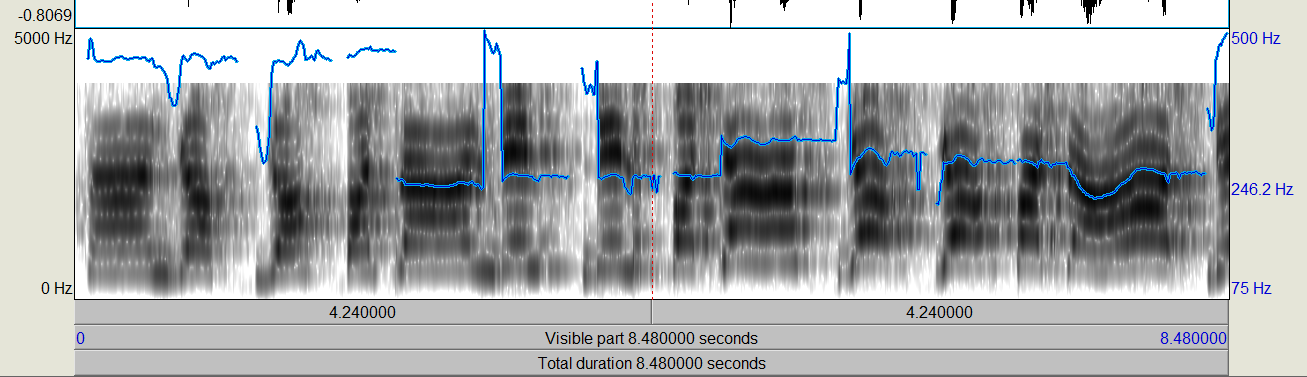 -0.8069
5000 Hz 500 Hz
246.2 Hz
0 Hz 75 Hz
4.240000 4.240000
0 Visible part 8.480000 seconds 8.480000
Total duration 8.480000 seconds